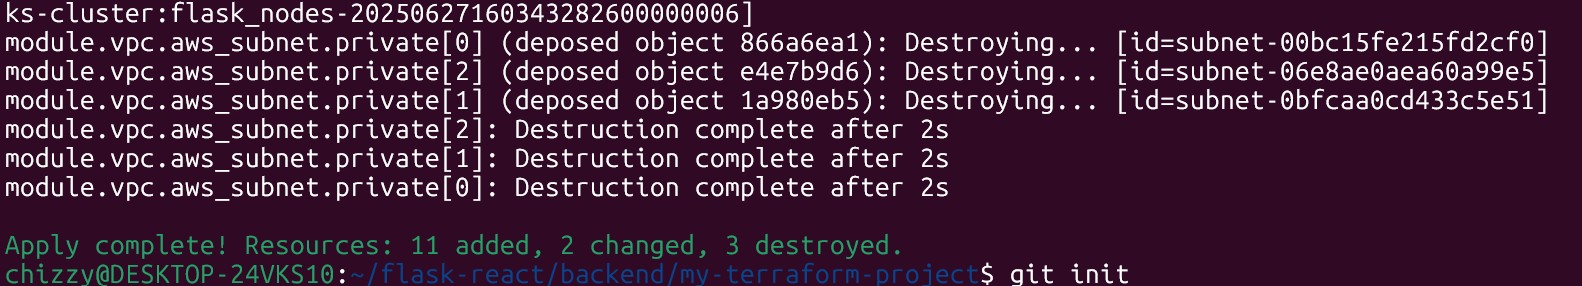 ks-cluster:flask_nodes-20250627160343282600000006]
module.vpc.aws_subnet.private[0] (deposed object 866a6ea1): Destroying... [id=subnet-00bc15fe215fd2cf0]
module.vpc.aws_subnet.private[2] (deposed object e4e7b9d6): Destroying... [id=subnet-06e8ae0aea60a99e5]
module.vpc.aws_subnet.private[1] (deposed object 1a980eb5): Destroying... [id=subnet-0bfcaa0cd433c5e51]
module.vpc.aws_subnet.private[2]: Destruction complete after 2s
module.vpc.aws_subnet.private[1]: Destruction complete after 2s
module.vpc.aws_subnet.private[0]: Destruction complete after 2s
Apply complete! Resources: 11 added, 2 changed, 3 destroyed.
chizzy@DESKTOP-24VKS10:~/flask-react/backend/my-terraform-project$ git init